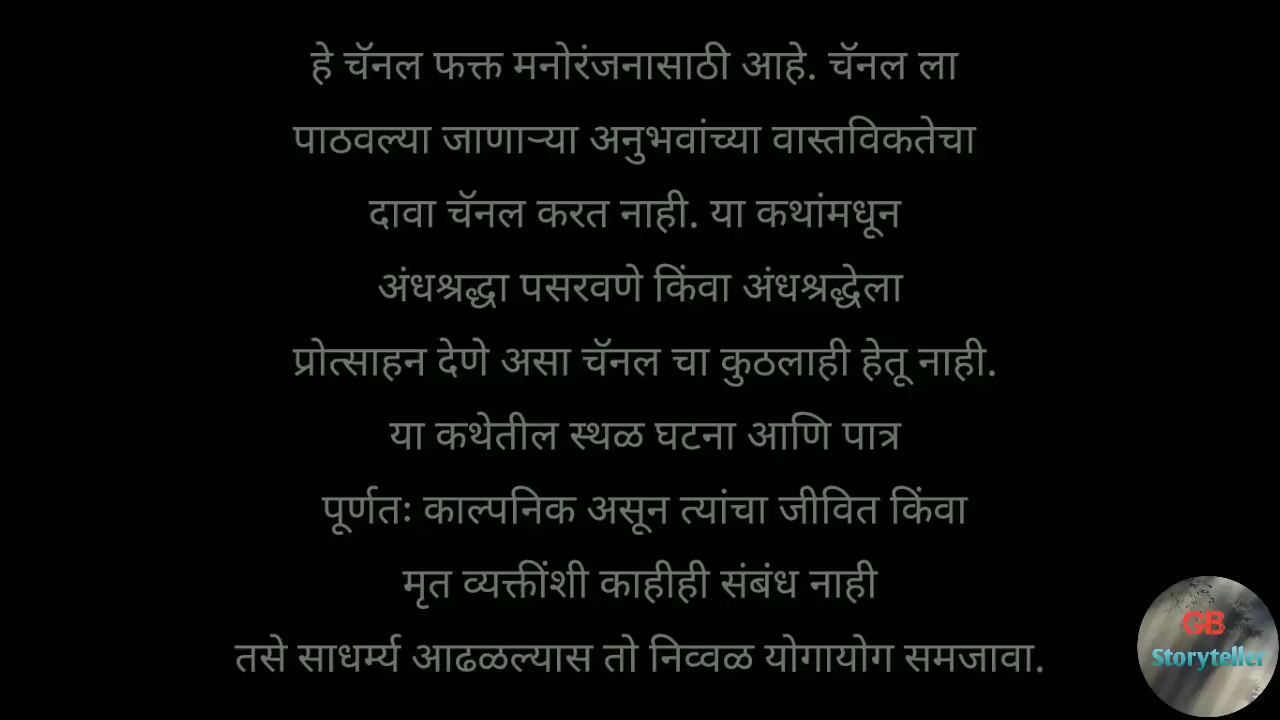 हे चॅनल फक्त मनोरंजनासाठी आहे. चॅनल ला
पाठवल्या जाणाऱ्या अनुभवांच्या वास्तविकतेचा
दावा चॅनल करत नाही. या कथांमधून
अंधश्रद्धा पसरवणे किंवा अंधश्रद्धेला
प्रोत्साहन देणे असा चॅनल चा कुठलाही हेतू नाही.
या कथेतील स्थळ घटना आणि पात्र
पूर्णतः काल्पनिक असून त्यांचा जीवित किंवा
मृत व्यक्तींशी काहीही संबंध नाही
तसे साधर्म्य आढळल्यास तो निव्वळ योगायोग समजावा.
GB
Storyteller